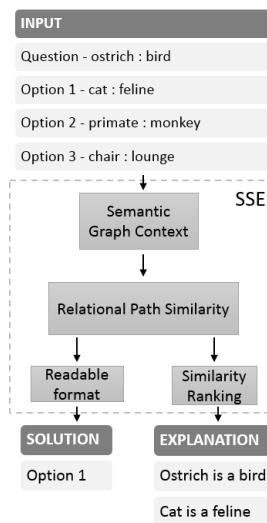 INPUT
Question - ostrich : bird
Option 1 - cat : feline
Option 2 - primate : monkey
Option 3 - chair : lounge
SSE
Semantic
Graph Context
Relational Path Similarity
Readable
format
Similarity
Ranking
SOLUTION
Option 1
EXPLANATION
Ostrich is a bird
Cat is a feline